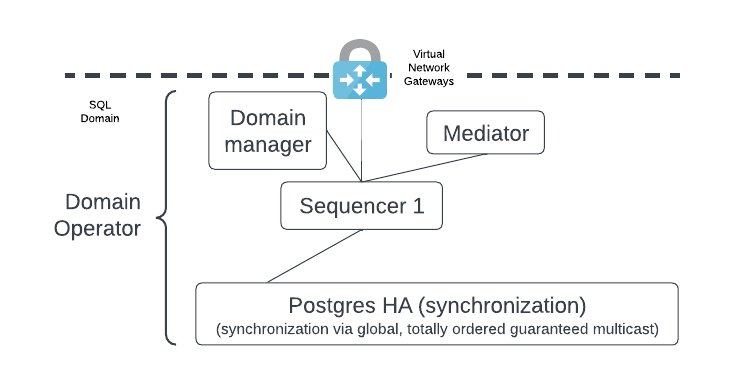 Virtual
Network
Gateways
SQL
Domain
Domain
manager
Mediator
Domain
Operator
Sequencer 1
Postgres HA (synchronization)
(synchronization via global, totally ordered guaranteed multicast)